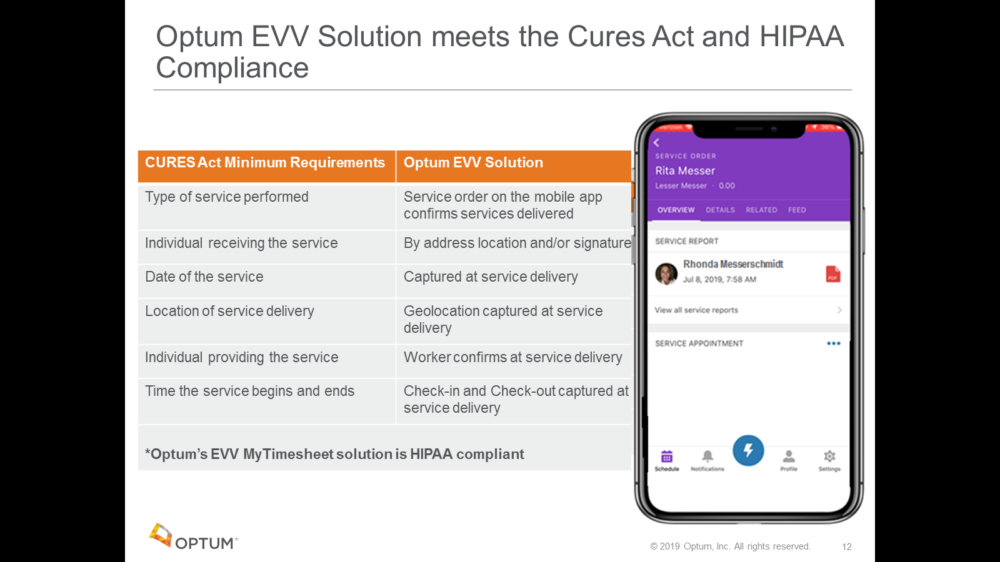 Optum EVV Solution meets the Cures Act and HIPAA
Compliance
CURES Act Minimum Requirements
Optum EVV Solution
Type of service performed
Service order on the mobile app
confirms services delivered
Individual receiving the service
By address location and/or signature
Date of the service
Captured at service delivery
Location of service delivery
Geolocation captured at service
delivery
Individual providing the service
Worker confirms at service delivery
Time the service begins and ends
Check-in and Check-out captured at
service delivery
*Optum's EVV MyTimesheet solution is HIPAA compliant
SERVICE ORDER
Rita Messer
Lesser Messer · 0.00
OVERVIEW DETAILS RELATED FEED
SERVICE REPORT
Rhonda Messerschmidt
Jul 8, 2019, 7:58 AM
PDF
View all service reports
SERVICE APPOINTMENT
Schedule Notifications Profile Settings
OPTUM®
© 2019 Optum, Inc. All rights reserved. 12